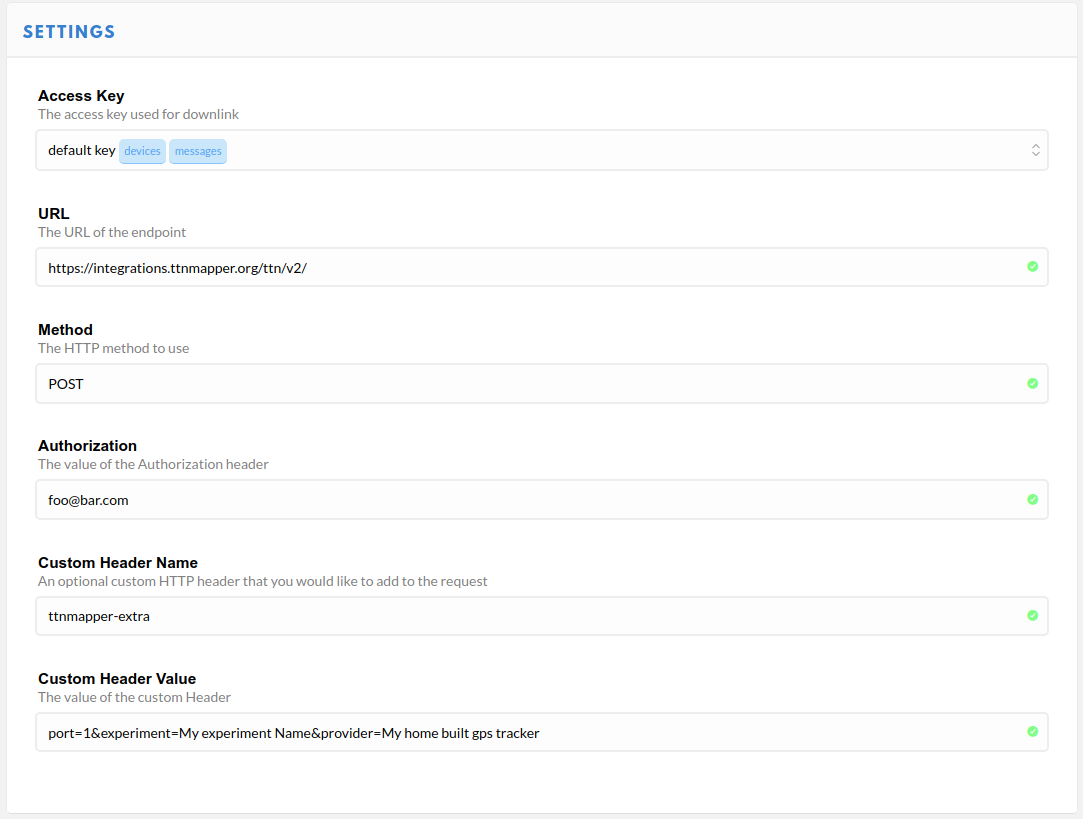 SETTINGS
Access Key
The access key used for downlink
default key devices messages
URL
The URL of the endpoint
https://integrations.ttnmapper.org/ttn/v2/
Method
The HTTP method to use
POST
Authorization
The value of the Authorization header
foo@bar.com
Custom Header Name
An optional custom HTTP header that you would like to add to the request
ttnmapper-extra
Custom Header Value
The value of the custom Header
port=1&experiment=My experiment Name&provider=My home built gps tracker